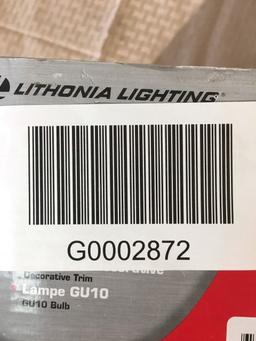 LITHONIA LIGHTING®
G0002872
Decorative Trim
Lampe GU10
GU10 Bulb